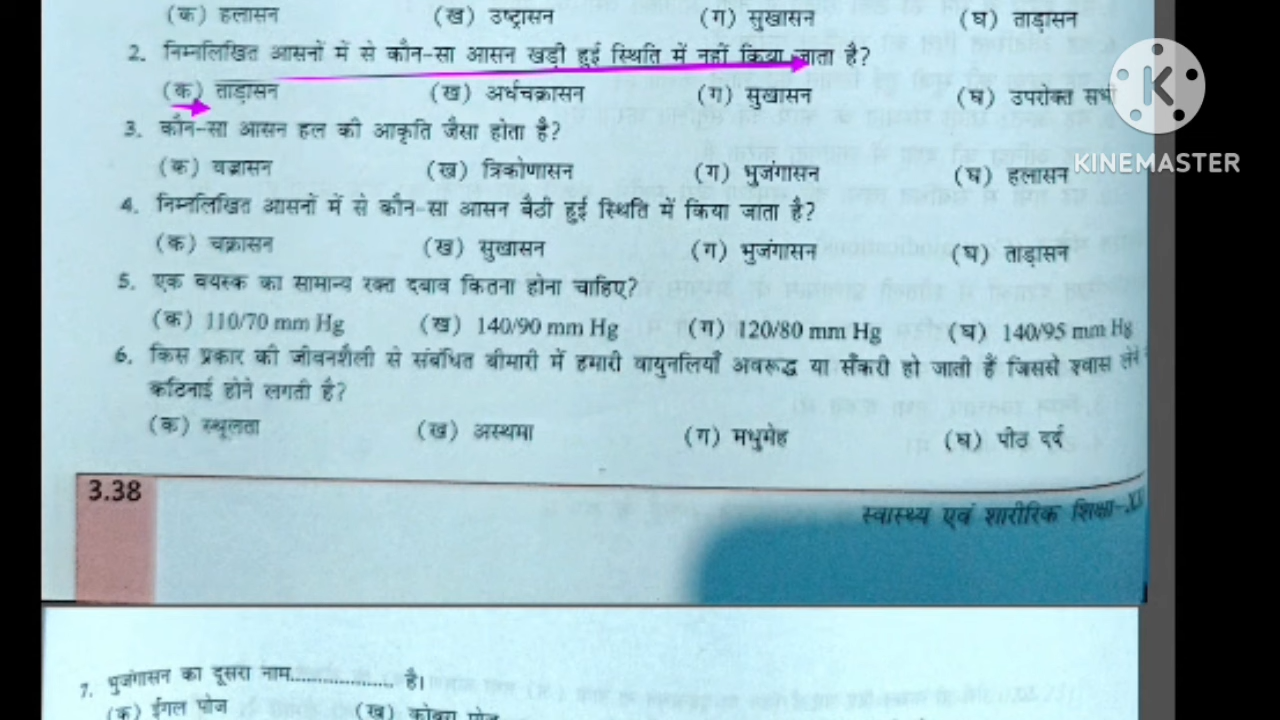 (क) हलासन (ख) उष्ट्रासन (ग) सुखासन (घ) ताड़ासन
2. निम्नलिखित आसनों में से कौन-सा आसन खड़ी हुई स्थिति में नहीं किया जाता है?
(क) ताड़ासन (ख) अर्धचक्रासन (ग) सुखासन (घ) उपरोक्त सभी
3. कौन-सा आसन हल की आकृति जैसा होता है?
(क) वज्रासन (ख) त्रिकोणासन (ग) भुजंगासन (घ) हलासन
4. निम्नलिखित आसनों में से कौन-सा आसन बैठी हुई स्थिति में किया जाता है?
(क) चक्रासन (ख) सुखासन (ग) भुजंगासन (घ) ताड़ासन
5. एक वयस्क का सामान्य रक्त दबाव कितना होना चाहिए?
(क) 110/70 mm Hg (ख) 140/90 mm Hg (ग) 120/80 mm Hg (घ) 140/95 mm Hg
6. किस प्रकार की जीवनशैली से संबंधित बीमारी में हमारी वायुनलियाँ अवरूद्ध या सँकरी हो जाती हैं जिससे श्वास लेने
कठिनाई होने लगती है?
(क) स्थूलता (ख) अस्थमा (ग) मधुमेह (घ) पीठ दर्द
3.38
स्वास्थ्य एवं शारीरिक शिक्षा-XI
7. भुजंगासन का दूसरा नाम..................... है।
(क) ईगल पोज (ख) कोबरा पोज
K
KINEMASTER